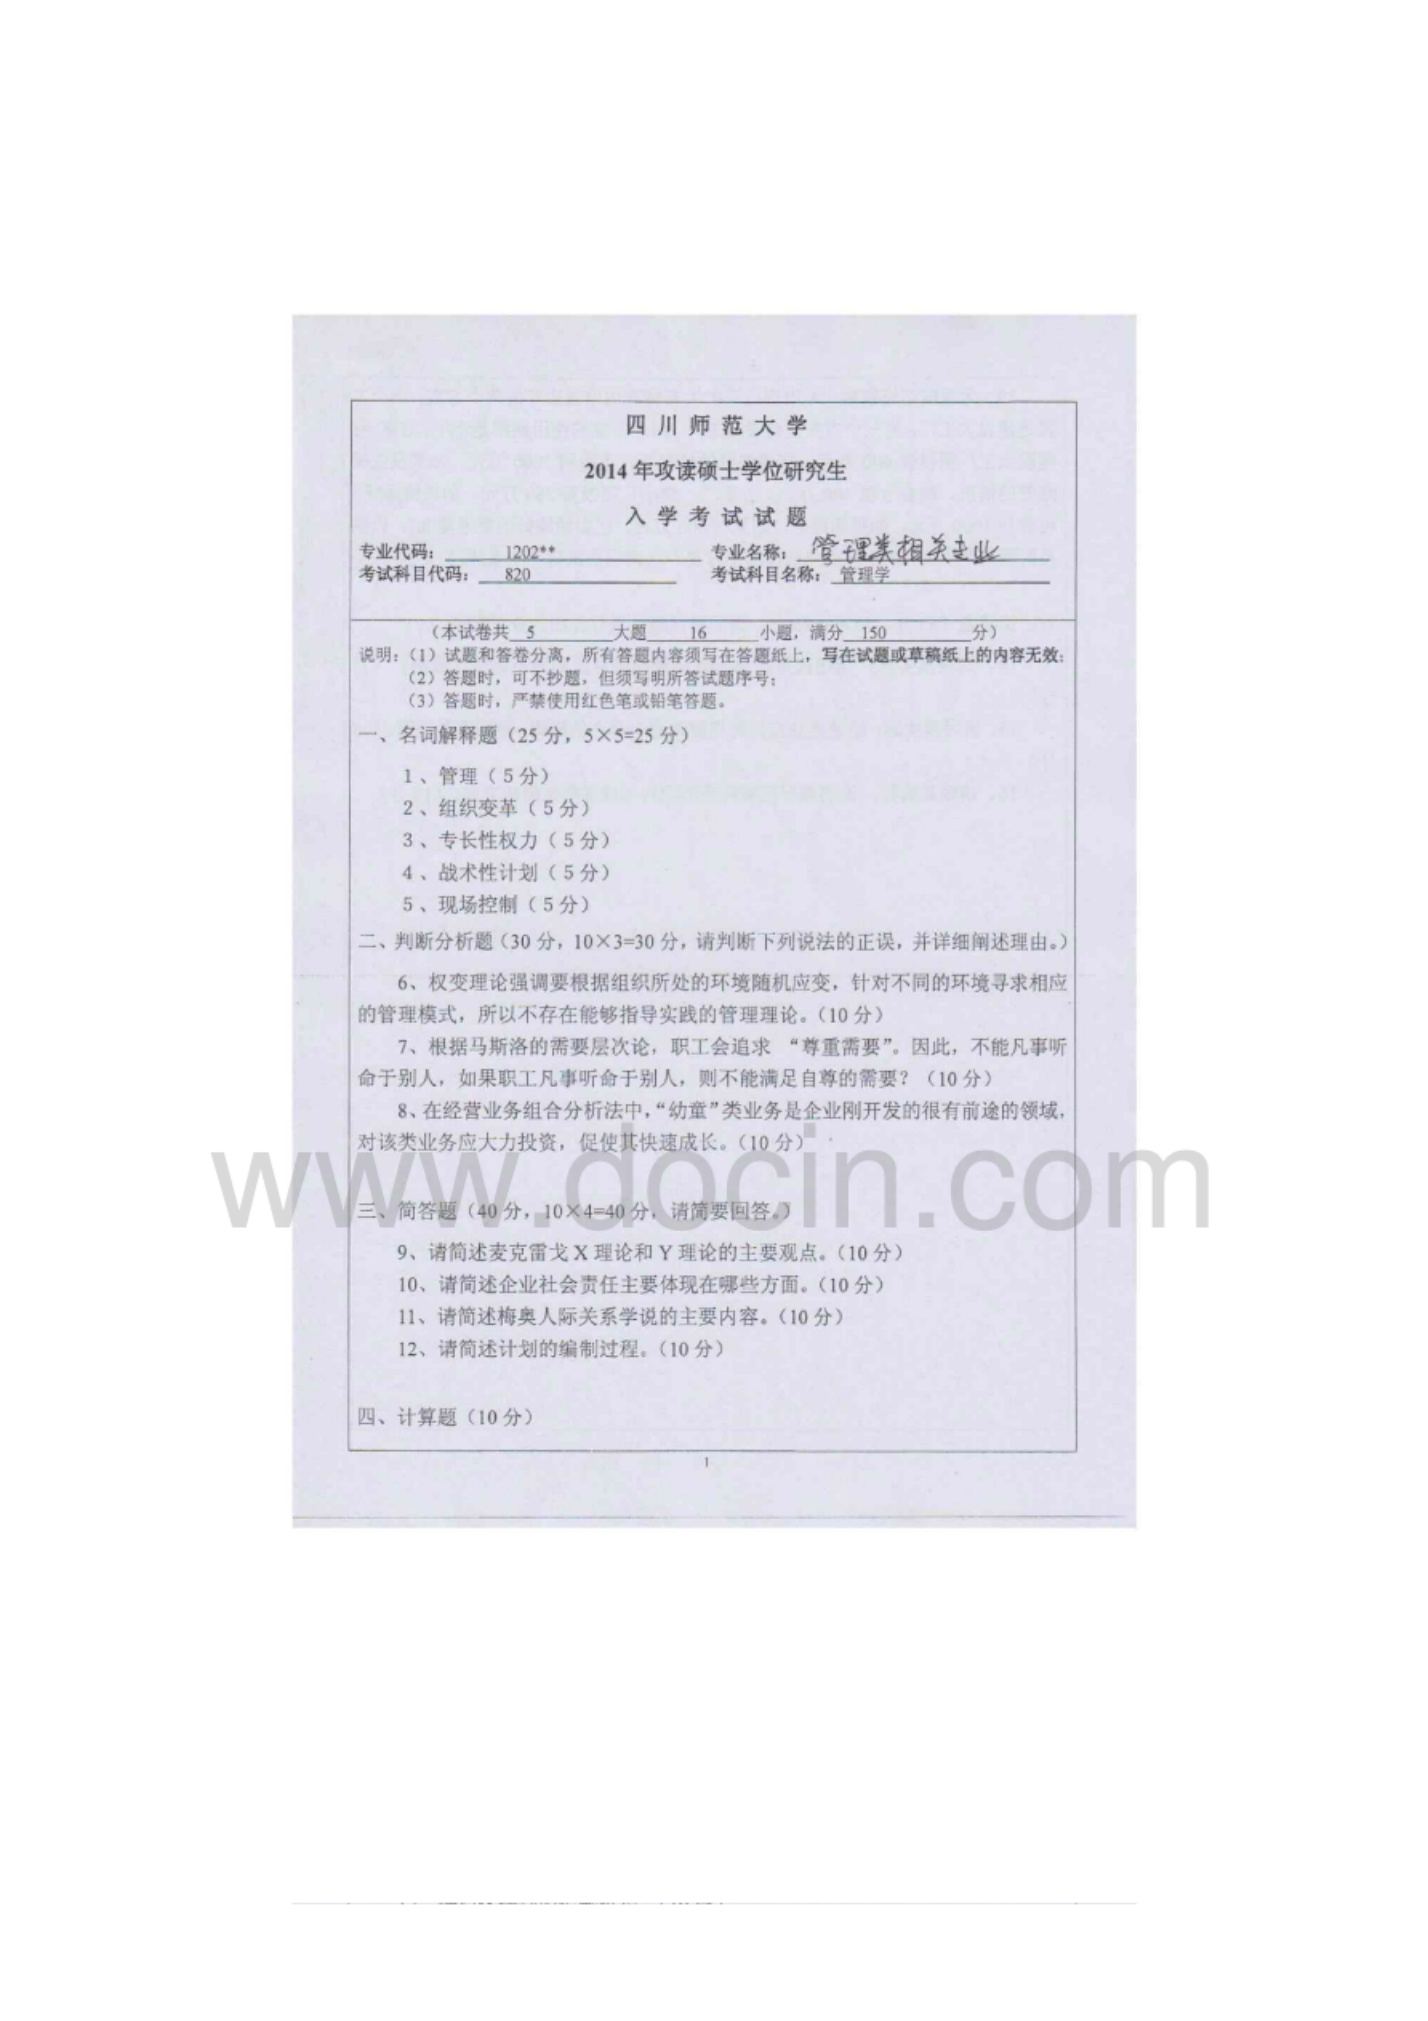 四川师范大学
2014年攻读硕士学位研究生
入学考试试题
专业代码: 1202** 专业名称: 管理类相关专业
考试科目代码: 820 考试科目名称: 管理学
(本试卷共 5 大题 16 小题, 满分 150 分)
说明:(1)试题和答卷分离, 所有答题内容须写在答题纸上, 写在试题或草稿纸上的内容无效;
(2)答题时, 可不抄题, 但须写明所答试题序号;
(3)答题时, 严禁使用红色笔或铅笔答题。
一、名词解释题(25分, 5×5=25分)
1、管理(5分)
2、组织变革(5分)
3、专长性权力(5分)
4、战术性计划(5分)
5、现场控制(5分)
二、判断分析题(30分, 10×3=30分, 请判断下列说法的正误, 并详细阐述理由。)
6、权变理论强调要根据组织所处的环境随机应变, 针对不同的环境寻求相应
的管理模式, 所以不存在能够指导实践的管理理论。(10分)
7、根据马斯洛的需要层次论, 职工会追求 “尊重需要”。因此, 不能凡事听
命于别人, 如果职工凡事听命于别人, 则不能满足自尊的需要?(10分)
8、在经营业务组合分析法中,“幼童”类业务是企业刚开发的很有前途的领域,
对该类业务应大力投资, 促使其快速成长。(10分)
www.docin.com
三、简答题(40分, 10×4=40分, 请简要回答。)
9、请简述麦克雷戈X理论和Y理论的主要观点。(10分)
10、请简述企业社会责任主要体现在哪些方面。(10分)
11、请简述梅奥人际关系学说的主要内容。(10分)
12、请简述计划的编制过程。(10分)
四、计算题(10分)
1